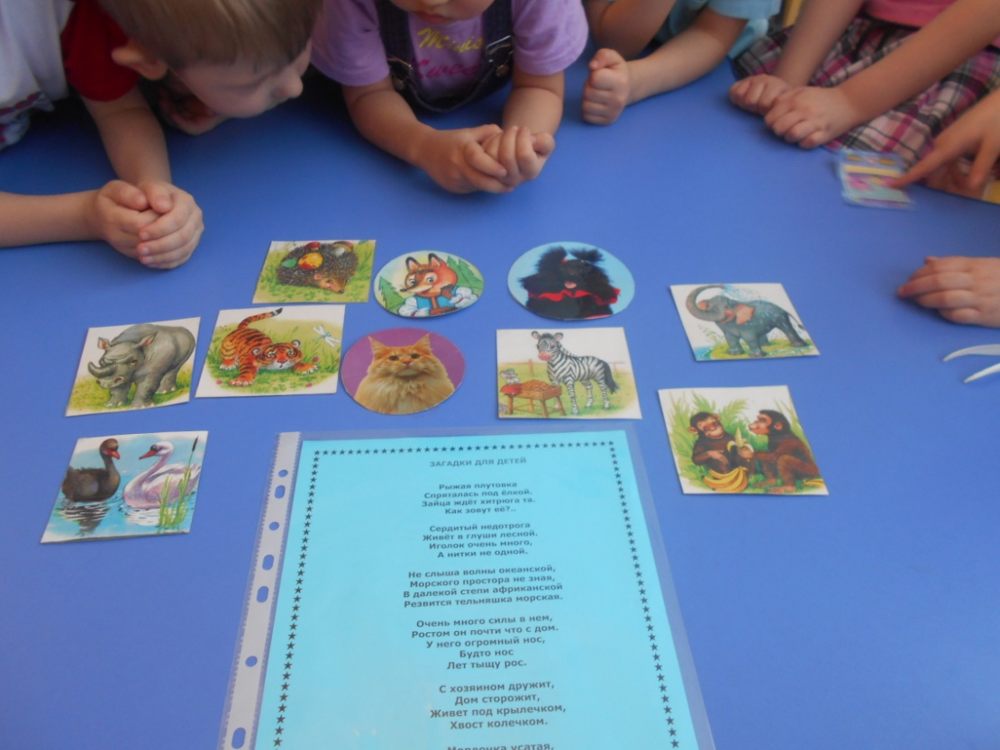 ЗАГАДКИ ДЛЯ ДЕТЕЙ
Рыжая плутовка
Спряталась под ёлкой.
Зайца ждёт хитрюга та.
Как зовут её?..
Сердитый недотрога
Живёт в глуши лесной.
Иголок очень много,
А нитки не одной.
Не слыша волны океанской,
Морского простора не зная,
В далекой степи африканской
Резвится тельняшка морская.
Очень много силы в нем,
Ростом он почти что с дом.
У него огромный нос,
Будто нос
Лет тыщу рос.
С хозяином дружит,
Дом сторожит,
Живет под крылечком,
Хвост колечком.
Мордочка усатая,